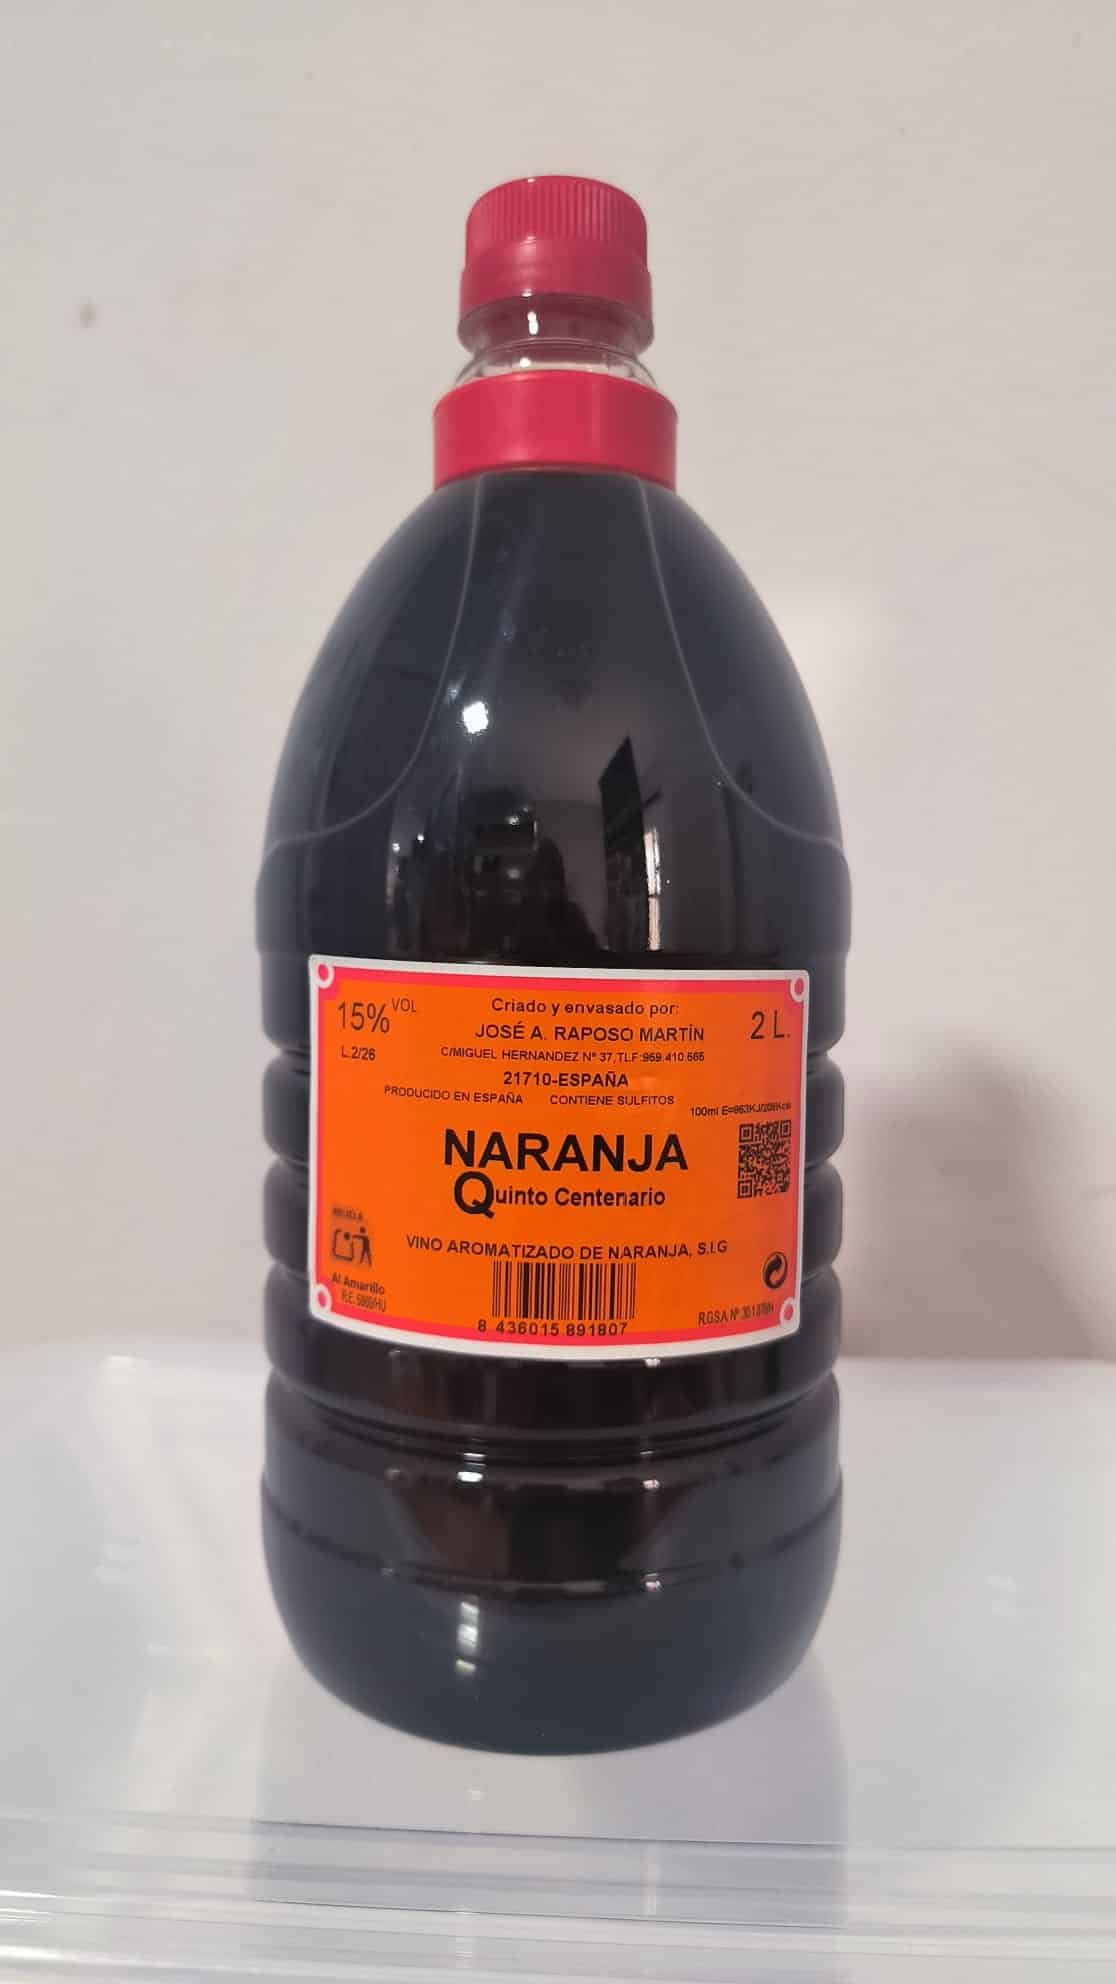 15% VOL
L.2/26
Criado y envasado por:
JOSÉ A. RAPOSO MARTÍN
C/MIGUEL HERNANDEZ Nº 37,TLF:959.410.565
21710-ESPAÑA
PRODUCIDO EN ESPAÑA CONTIENE SULFITOS
2 L.
100ml
NARANJA
Quinto Centenario
VINO AROMATIZADO DE NARANJA, S.I.G
Al Amarillo
8 436015 891807
R.G.S.A. Nº